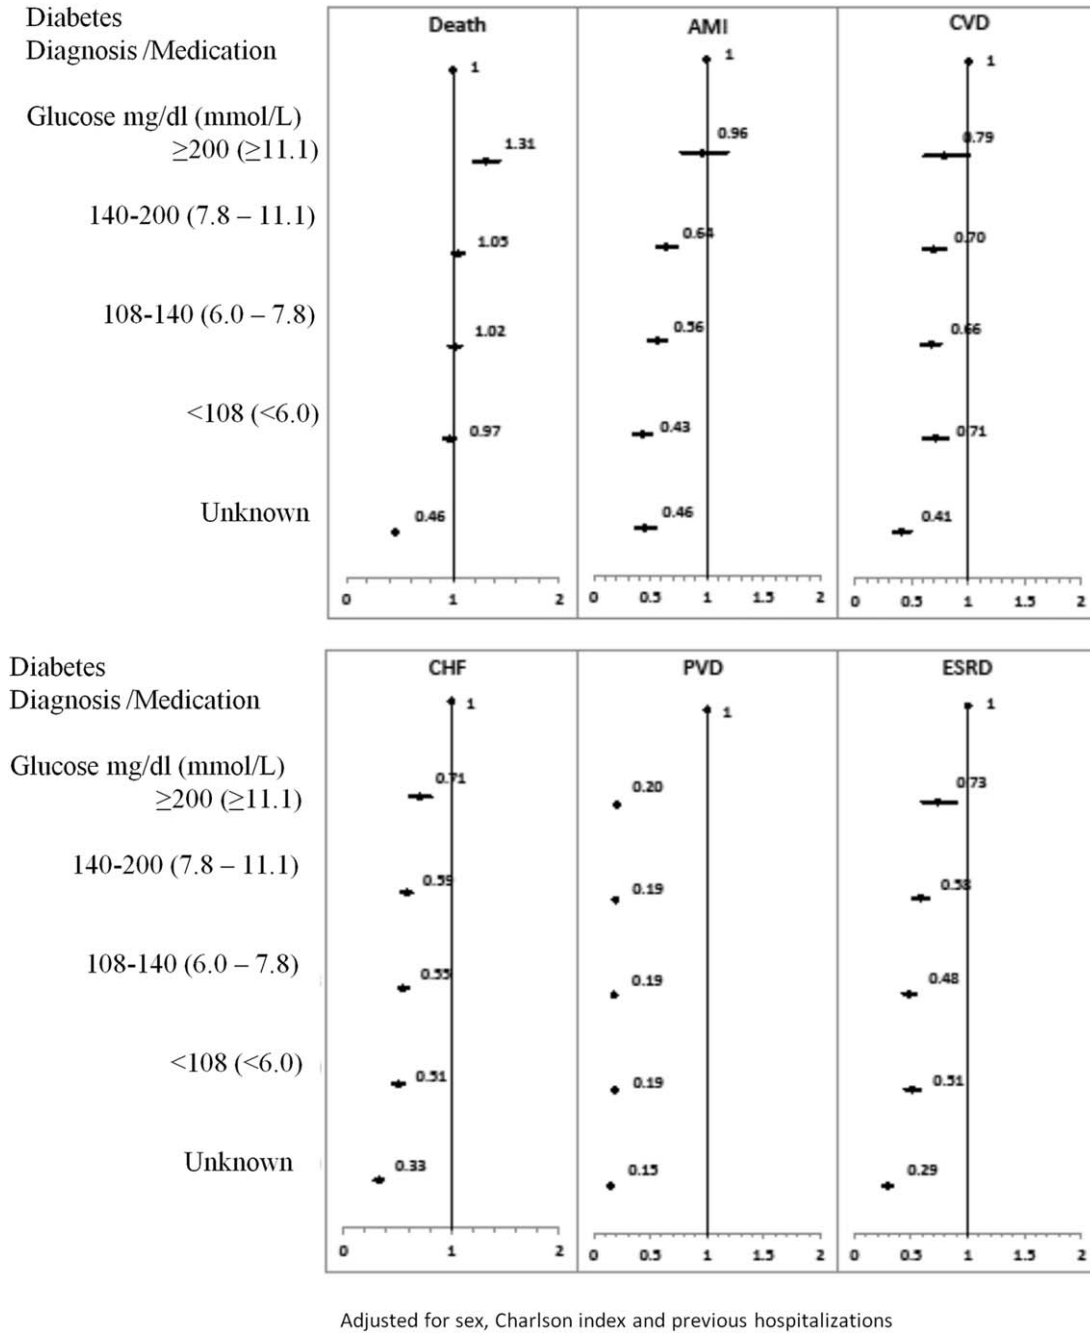 Diabetes
Diagnosis /Medication
Glucose mg/dl (mmol/L)
≥200 (≥11.1)
140-200 (7.8 – 11.1)
108-140 (6.0 – 7.8)
<108 (<6.0)
Unknown
Death
1
1.31
1.05
1.02
0.97
0.46
0 1 2
AMI
1
0.96
0.64
0.56
0.43
0.46
0 0.5 1 1.5 2
CVD
1
0.79
0.70
0.66
0.71
0.41
0 0.5 1 1.5 2
Diabetes
Diagnosis /Medication
Glucose mg/dl (mmol/L)
≥200 (≥11.1)
140-200 (7.8 – 11.1)
108-140 (6.0 – 7.8)
<108 (<6.0)
Unknown
CHF
1
0.71
0.59
0.55
0.51
0.33
0 1 2
PVD
1
0.20
0.19
0.19
0.19
0.15
0 0.5 1 1.5 2
ESRD
1
0.73
0.58
0.48
0.51
0.29
0 0.5 1 1.5 2
Adjusted for sex, Charlson index and previous hospitalizations